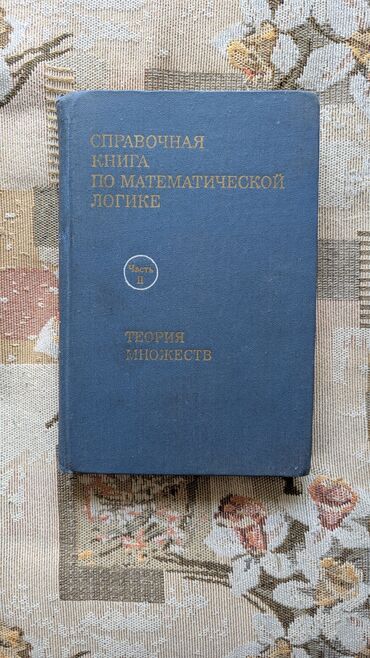 СПРАВОЧНАЯ
КНИГА
ПО МАТЕМАТИЧЕСКОЙ
ЛОГИКЕ
Часть
II
ТЕОРИЯ
МНОЖЕСТВ